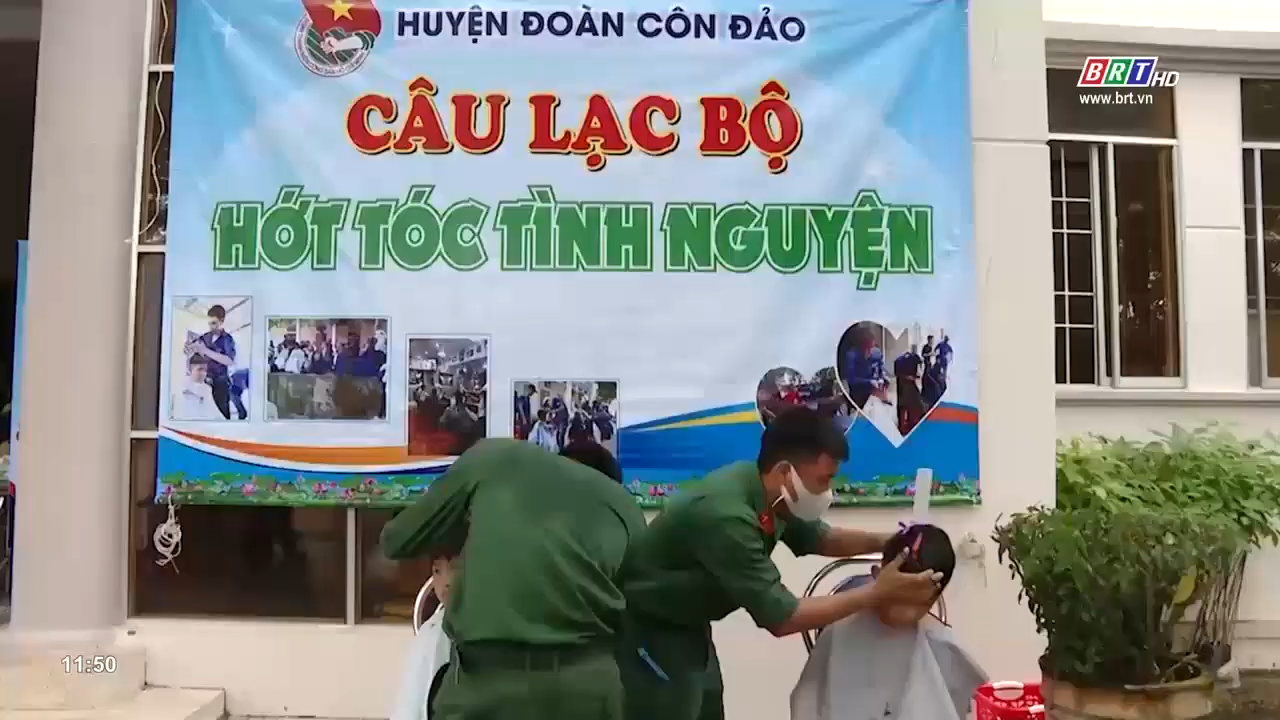 HUYỆN ĐOÀN CÔN ĐẢO
BRT HD
www.brt.vn
CÂU LẠC BỘ
HỚT TÓC TÌNH NGUYỆN
11:50